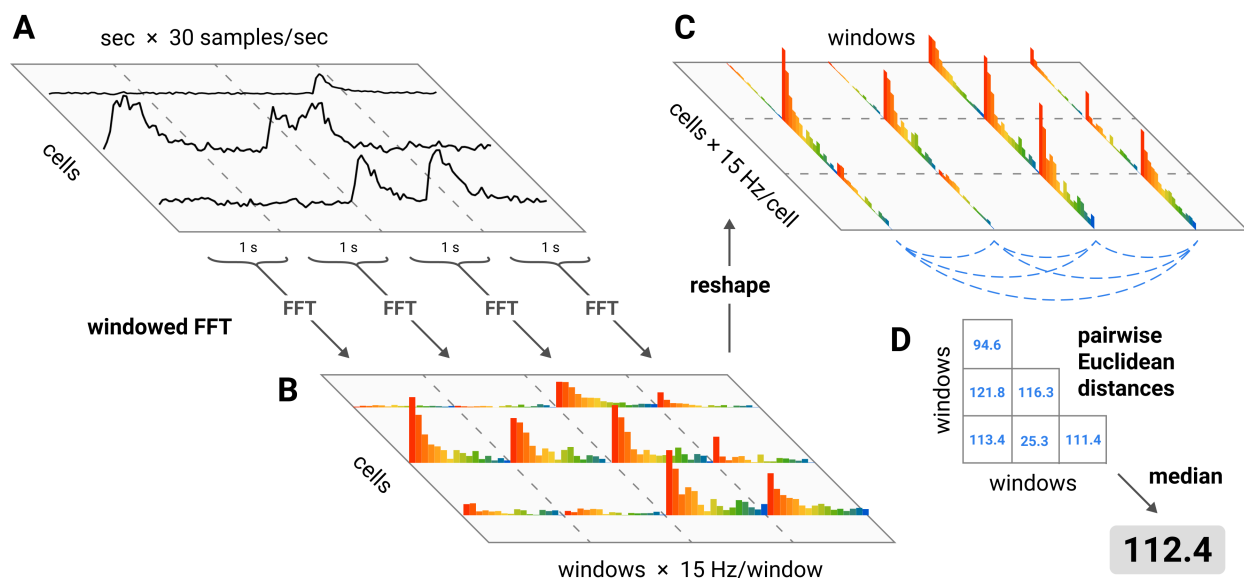 A
sec × 30 samples/sec
cells
1 s
1 s
1 s
1 s
FFT
FFT
FFT
FFT
windowed FFT
B
cells
windows × 15 Hz/window
reshape
C
windows
cells × 15 Hz/cell
D
windows
94.6
121.8 116.3
113.4 25.3 111.4
windows
pairwise
Euclidean
distances
median
112.4